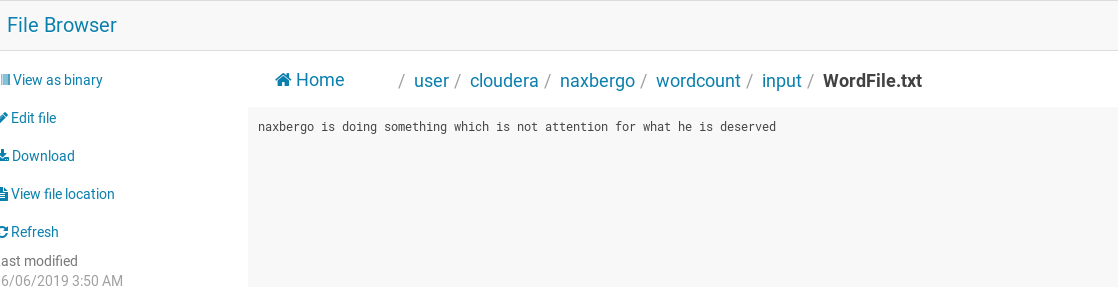 File Browser
View as binary
Home / user / cloudera / naxbergo / wordcount / input / WordFile.txt
naxbergo is doing something which is not attention for what he is deserved
Edit file
Download
View file location
Refresh
ast modified
6/06/2019 3:50 AM